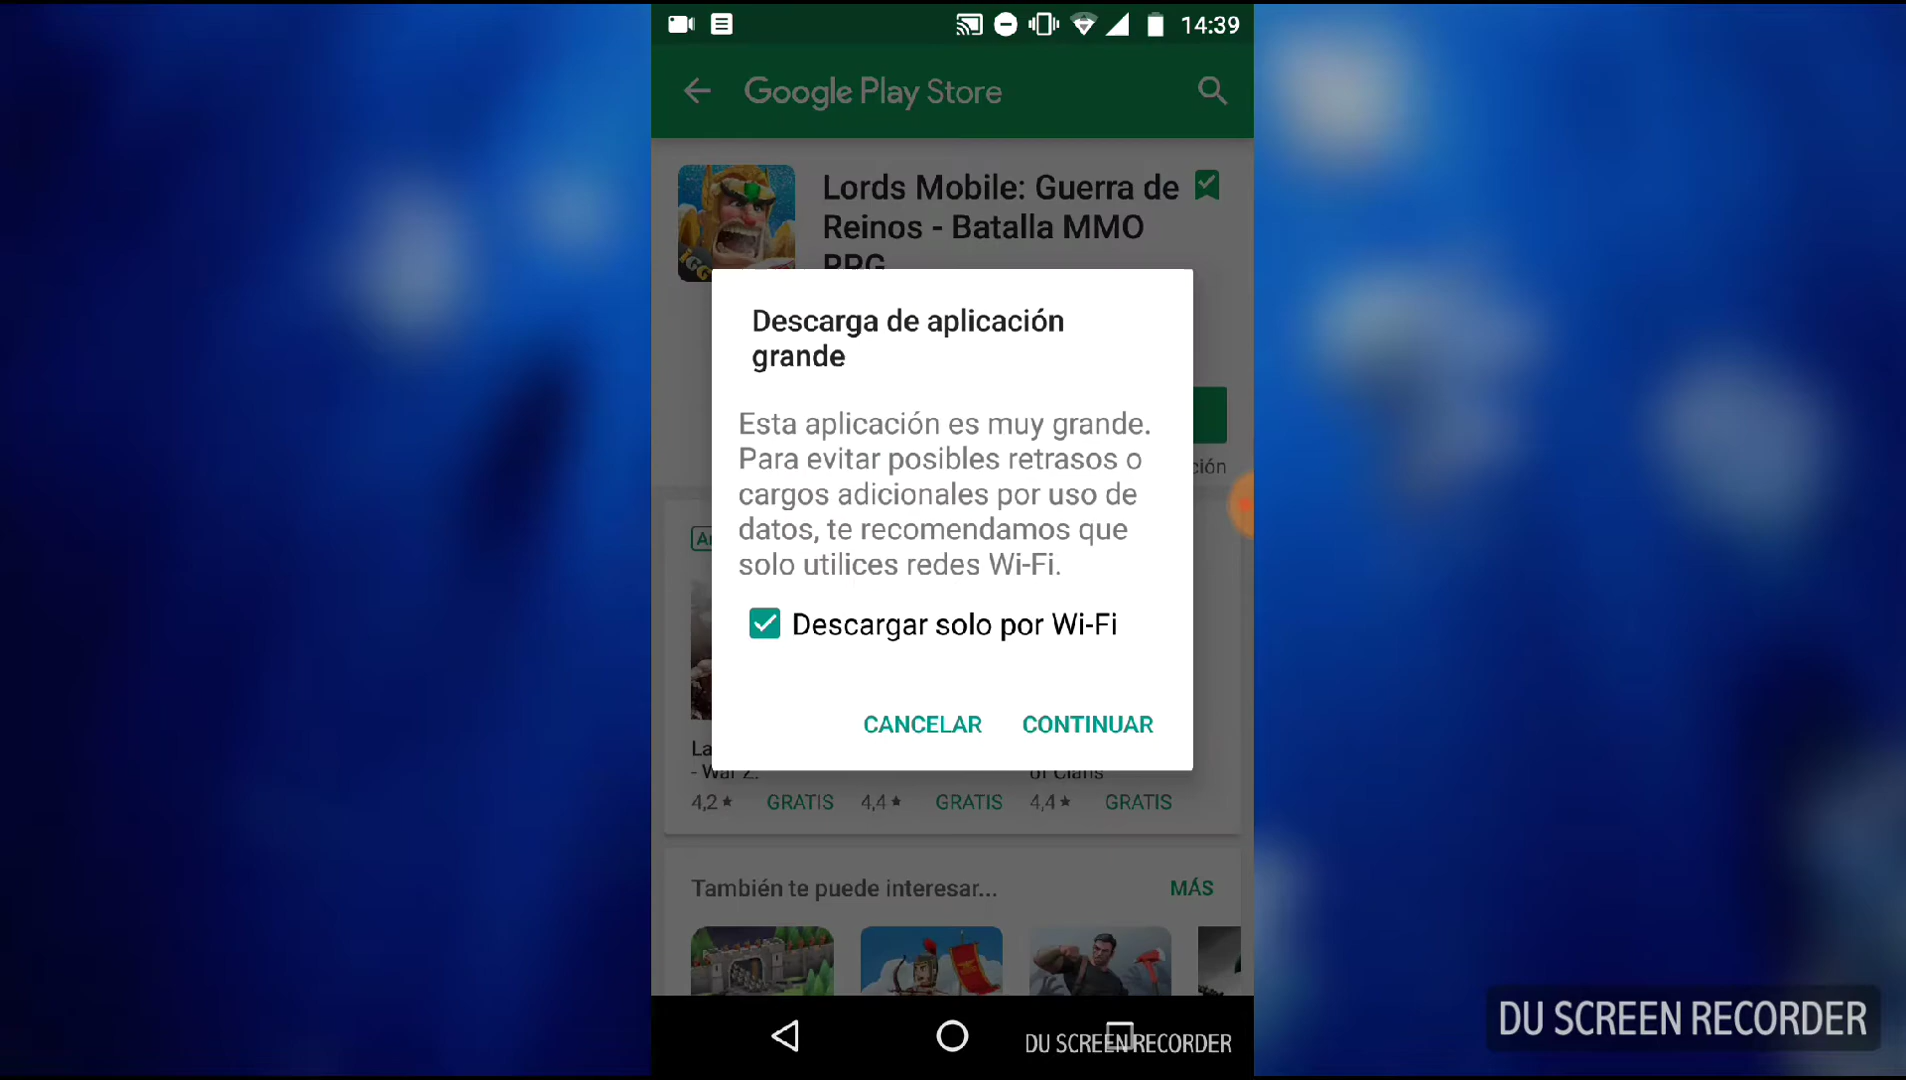 14:39
Google Play Store
Lords Mobile: Guerra de
Reinos - Batalla MMO
RPG
IGG
Descarga de aplicación
grande
Esta aplicación es muy grande.
Para evitar posibles retrasos o
cargos adicionales por uso de
datos, te recomendamos que
solo utilices redes Wi-Fi.
ción
Descargar solo por Wi-Fi
CANCELAR CONTINUAR
La
- War Z.
of Clans
4,2★ GRATIS 4,4★ GRATIS 4,4★ GRATIS
También te puede interesar... MÁS
DU SCREEN RECORDER
DU SCREEN RECORDER